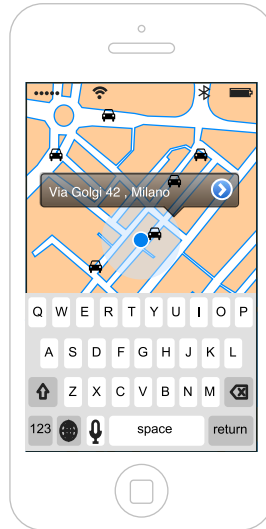 Via Golgi 42 , Milano
Q W E R T Y U I O P
A S D F G H J K L
Z X C V B N M
123 space return